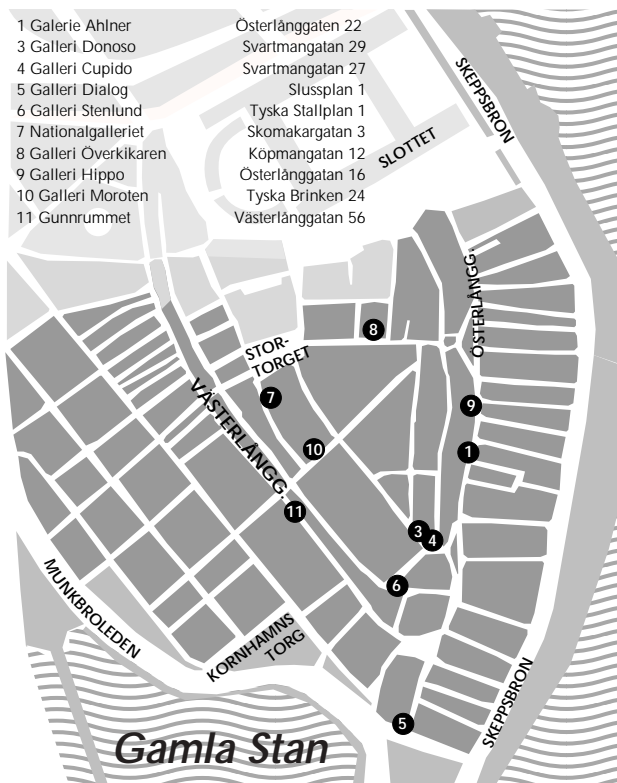 1 Galerie Ahlner Österlånggaten 22
3 Galleri Donoso Svartmangatan 29
4 Galleri Cupido Svartmangatan 27
5 Galleri Dialog Slussplan 1
6 Galleri Stenlund Tyska Stallplan 1
7 Nationalgalleriet Skomakargatan 3
8 Galleri Överkikaren Köpmangatan 12
9 Galleri Hippo Österlånggatan 16
10 Galleri Moroten Tyska Brinken 24
11 Gunnrummet Västerlånggatan 56
SKEPPSBRON
SLOTTET
ÖSTERLÅNGG.
8
STOR-
TORGET
7
9
VÄSTERLÅNGG.
10
1
11
3
4
6
MUNKBROLEDEN
KORNHAMNS
TORG
SKEPPSBRON
5
Gamla Stan